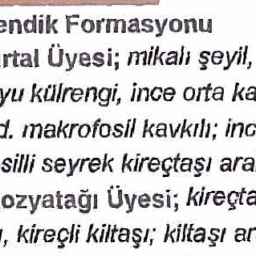 endik Formasyonu
rtal Üyesi; mikalı şeyil,
yu külrengi, ince orta ka
d. makrofosil kavkılı; inc
silli seyrek kireçtaşı ara
ozyatağı Üyesi; kireçta
, kireçli kiltaşı; kiltaşı ar